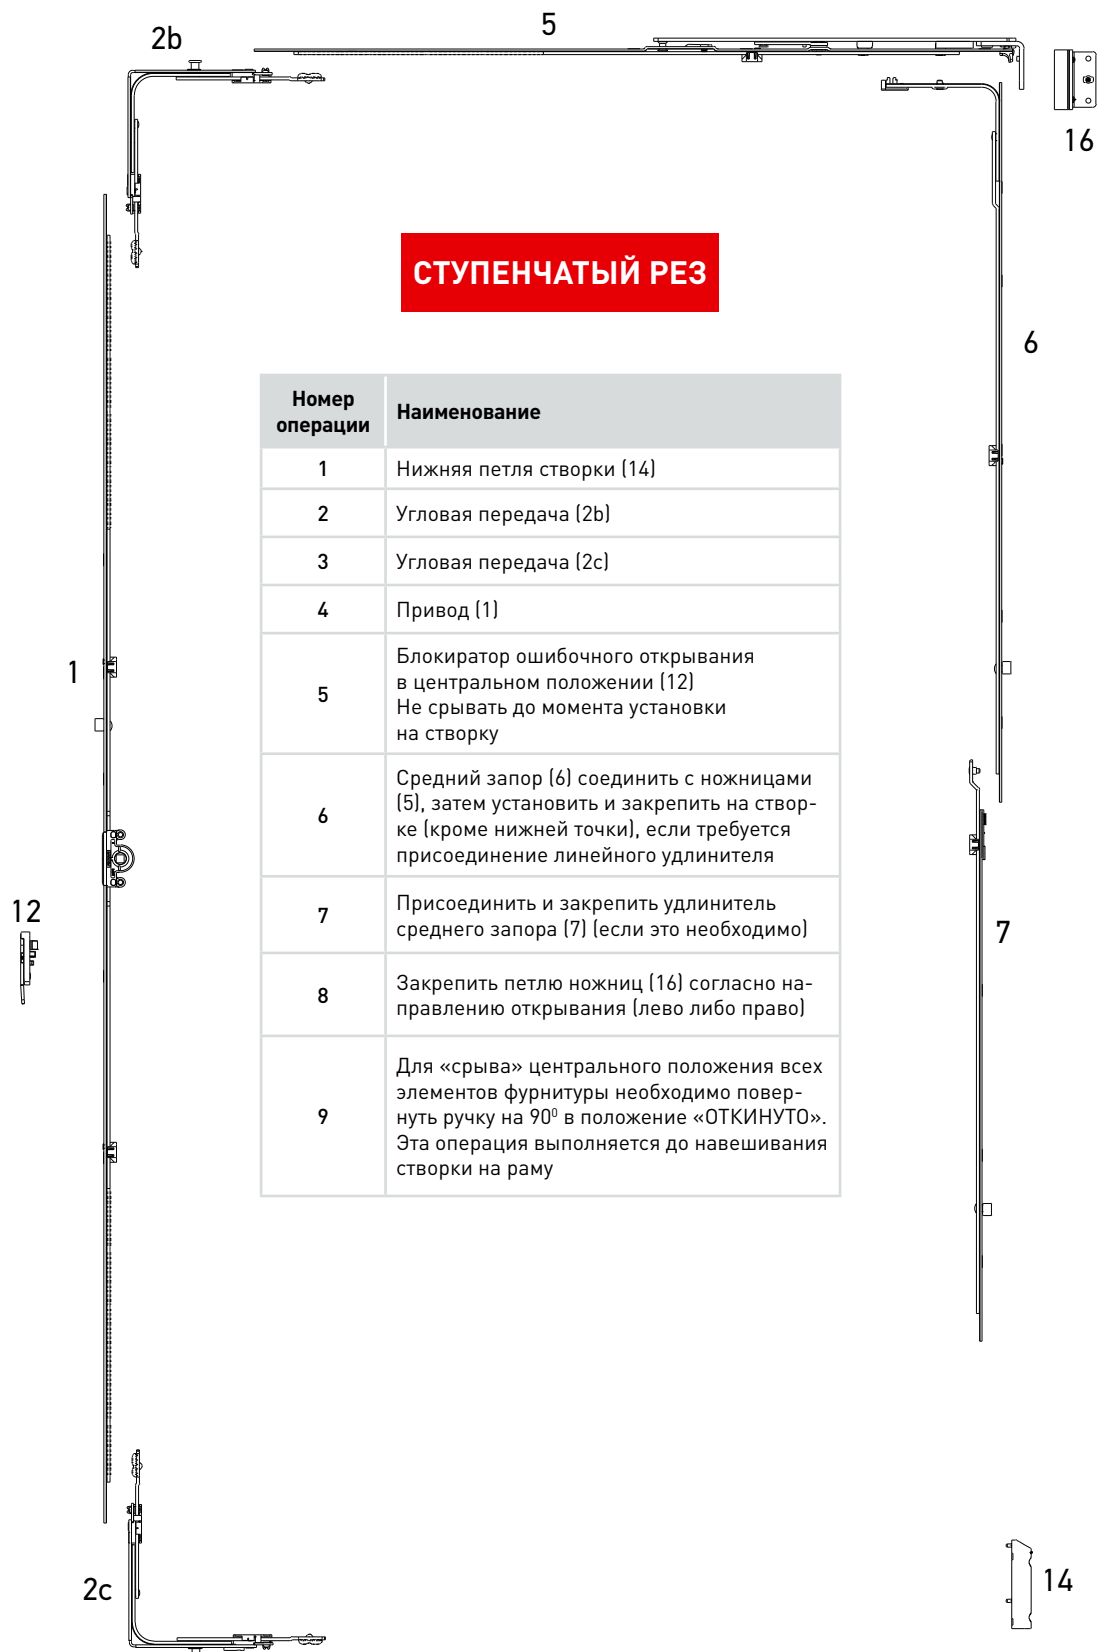 5
2b
16
СТУПЕНЧАТЫЙ РЕЗ
6
Номер
операции
Наименование
1
Нижняя петля створки (14)
2
Угловая передача (2b)
3
Угловая передача (2c)
4
Привод (1)
5
Блокиратор ошибочного открывания
в центральном положении (12)
Не срывать до момента установки
на створку
6
Средний запор (6) соединить с ножницами
(5), затем установить и закрепить на створ-
ке (кроме нижней точки), если требуется
присоединение линейного удлинителя
7
Присоединить и закрепить удлинитель
среднего запора (7) (если это необходимо)
8
Закрепить петлю ножниц (16) согласно на-
правлению открывания (лево либо право)
9
Для «срыва» центрального положения всех
элементов фурнитуры необходимо повер-
нуть ручку на 90⁰ в положение «ОТКИНУТО».
Эта операция выполняется до навешивания
створки на раму
1
12
7
2c
14